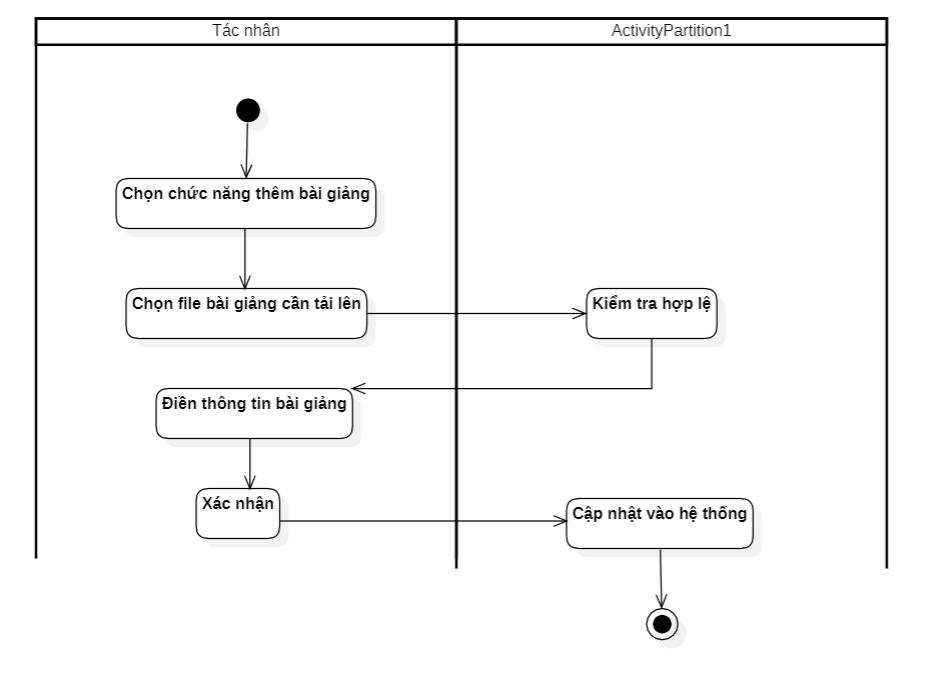 Tác nhân
ActivityPartition1
Chọn chức năng thêm bài giảng
Chọn file bài giảng cần tải lên
Kiểm tra hợp lệ
Điền thông tin bài giảng
Xác nhận
Cập nhật vào hệ thống